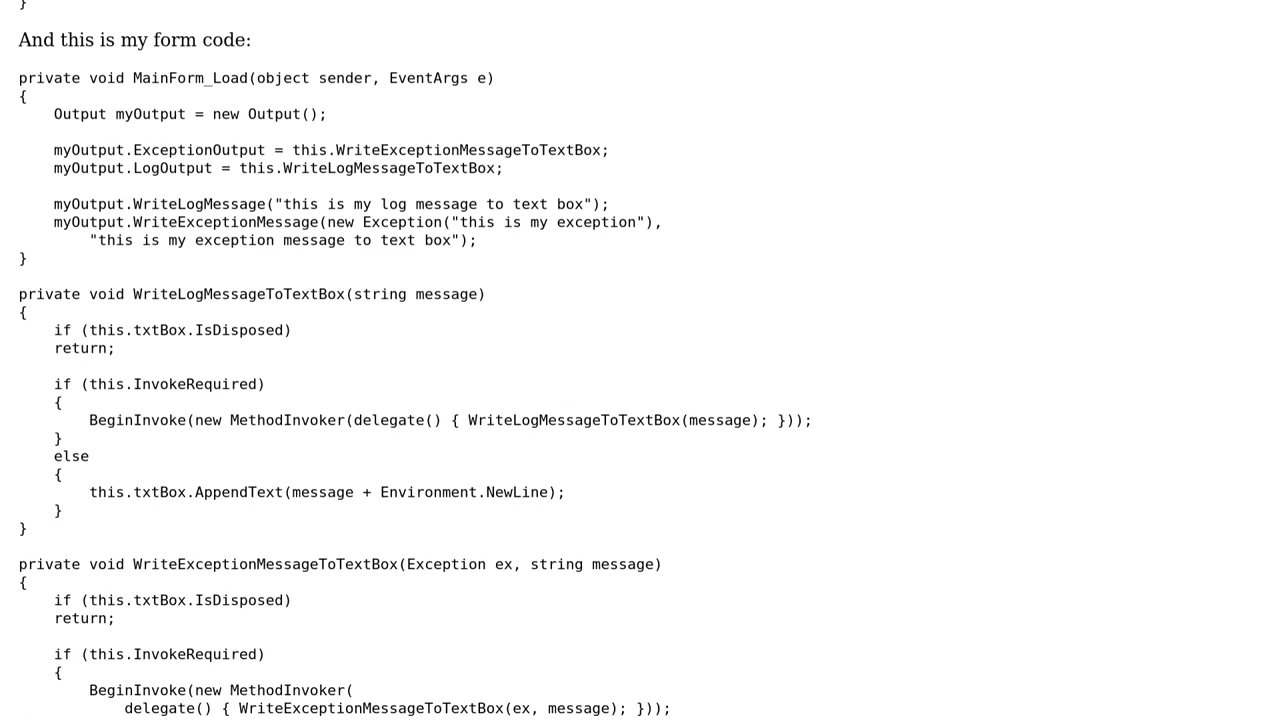 }
And this is my form code:
private void MainForm_Load(object sender, EventArgs e)
{
    Output myOutput = new Output();

    myOutput.ExceptionOutput = this.WriteExceptionMessageToTextBox;
    myOutput.LogOutput = this.WriteLogMessageToTextBox;

    myOutput.WriteLogMessage("this is my log message to text box");
    myOutput.WriteExceptionMessage(new Exception("this is my exception"),
        "this is my exception message to text box");
}

private void WriteLogMessageToTextBox(string message)
{
    if (this.txtBox.IsDisposed)
    return;

    if (this.InvokeRequired)
    {
        BeginInvoke(new MethodInvoker(delegate() { WriteLogMessageToTextBox(message); }));
    }
    else
    {
        this.txtBox.AppendText(message + Environment.NewLine);
    }
}

private void WriteExceptionMessageToTextBox(Exception ex, string message)
{
    if (this.txtBox.IsDisposed)
    return;

    if (this.InvokeRequired)
    {
        BeginInvoke(new MethodInvoker(
            delegate() { WriteExceptionMessageToTextBox(ex, message); }));